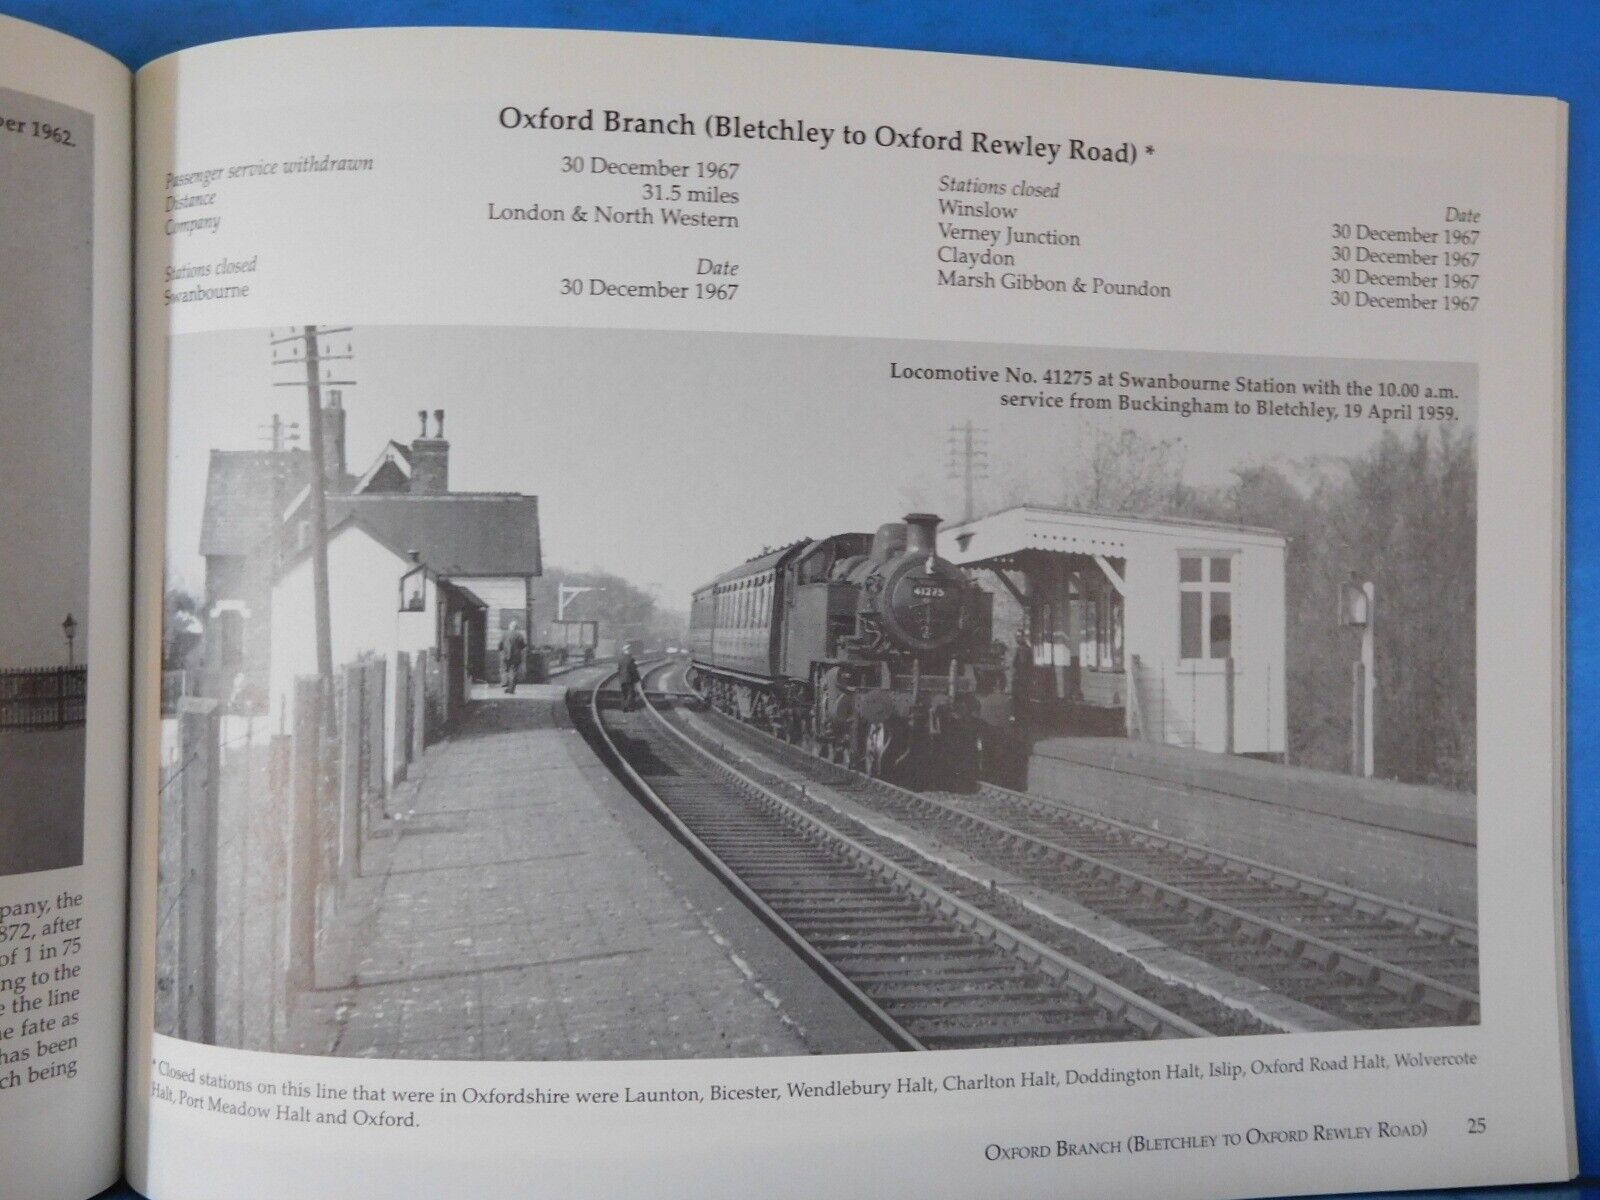 er 1962.
pany, the
872, after
of 1 in 75
ng to the
e the line
e fate as
has been
ch being
Oxford Branch (Bletchley to Oxford Rewley Road) *
Passenger service withdrawn 30 December 1967
Distance 31.5 miles
Company London & North Western
Stations closed Date
Swanbourne 30 December 1967
Stations closed Date
Winslow 30 December 1967
Verney Junction 30 December 1967
Claydon 30 December 1967
Marsh Gibbon & Poundon 30 December 1967
Locomotive No. 41275 at Swanbourne Station with the 10.00 a.m.
service from Buckingham to Bletchley, 19 April 1959.
41275
* Closed stations on this line that were in Oxfordshire were Launton, Bicester, Wendlebury Halt, Charlton Halt, Doddington Halt, Islip, Oxford Road Halt, Wolvercote
Halt, Port Meadow Halt and Oxford.
Oxford Branch (Bletchley to Oxford Rewley Road) 25